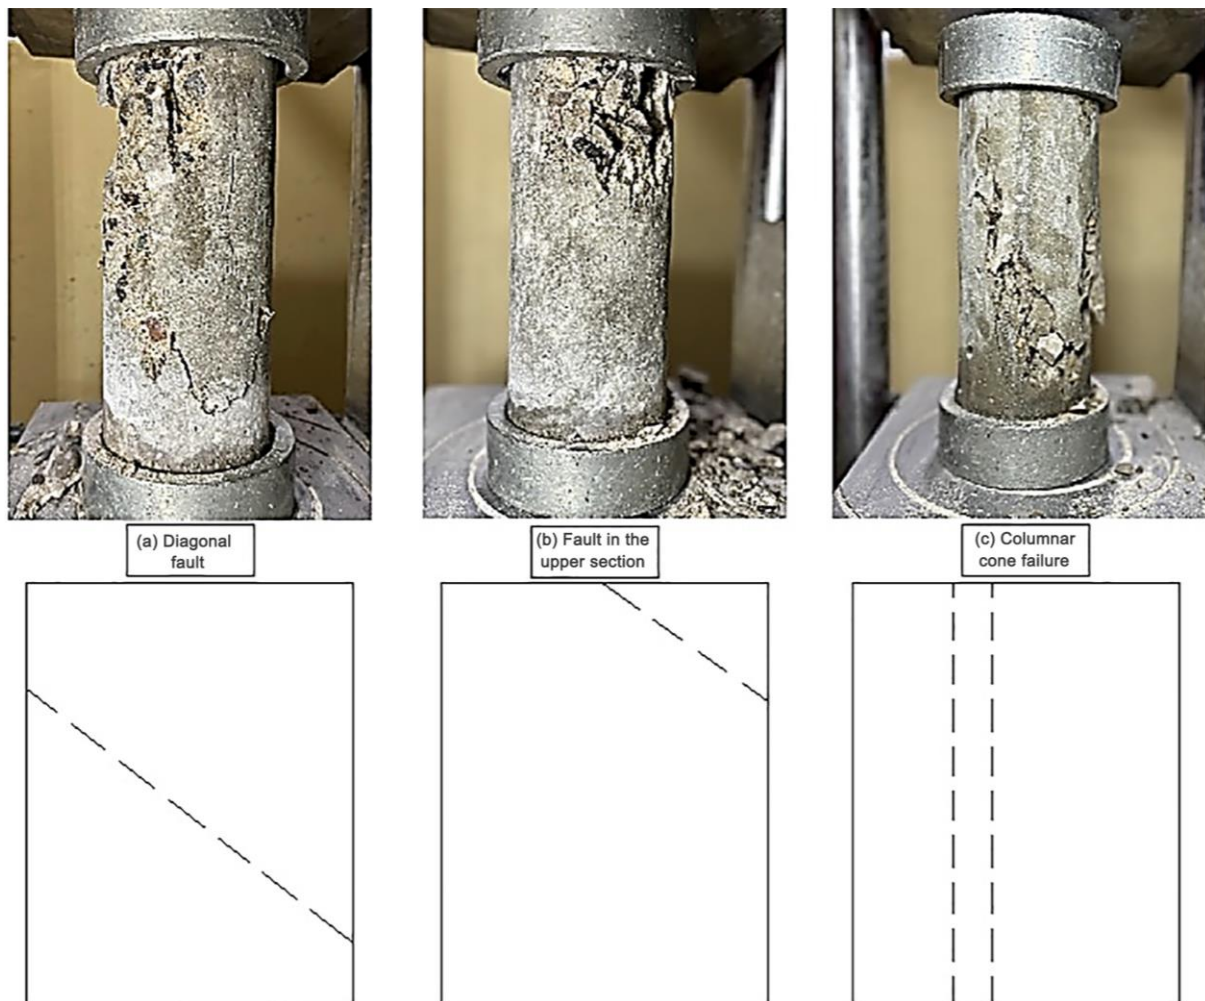 (a) Diagonal
fault
(b) Fault in the
upper section
(c) Columnar
cone failure